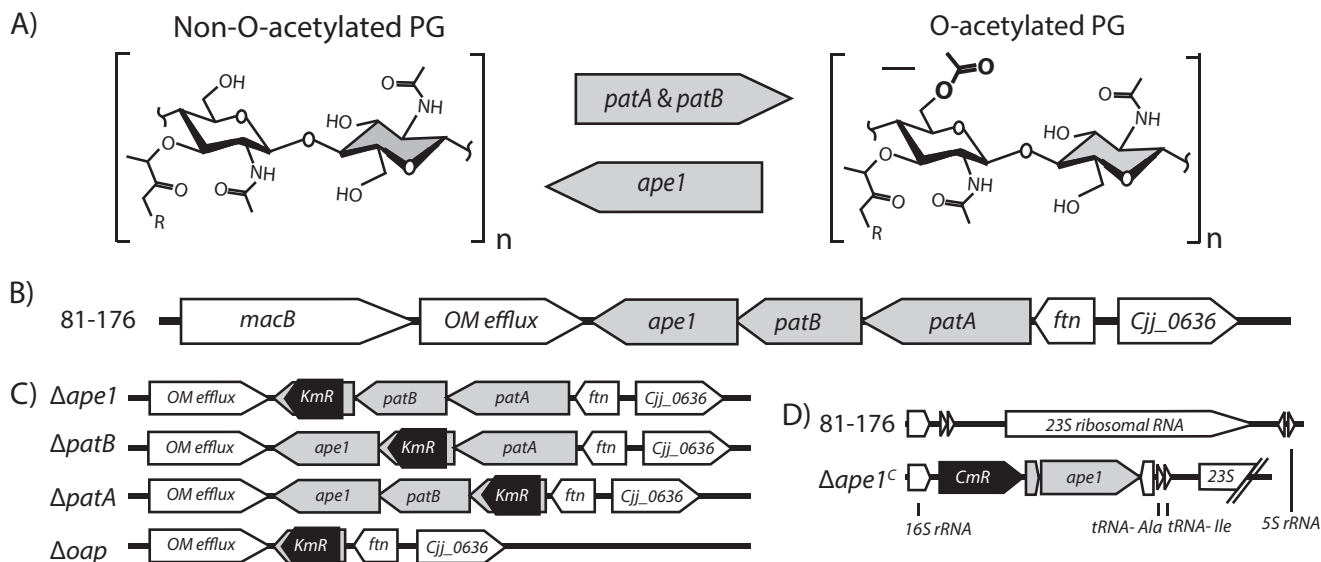 A)
Non-O-acetylated PG
O-acetylated PG
OH
O
NH
HO
O
O
O
O
O
O
NH
HO
R
n
patA & patB
ape1
O
O
O
NH
HO
O
O
O
O
O
O
NH
HO
R
n
B)
81-176
macB
OM efflux
ape1
patB
patA
ftn
Cjj_0636
C)
Δape1
OM efflux
KmR
patB
patA
ftn
Cjj_0636
ΔpatB
OM efflux
ape1
KmR
patA
ftn
Cjj_0636
ΔpatA
OM efflux
ape1
patB
KmR
ftn
Cjj_0636
Δoap
OM efflux
KmR
ftn
Cjj_0636
D)
81-176
23S ribosomal RNA
Δape1ᶜ
CmR
ape1
23S
16S rRNA
tRNA- Ala
tRNA- Ile
5S rRNA